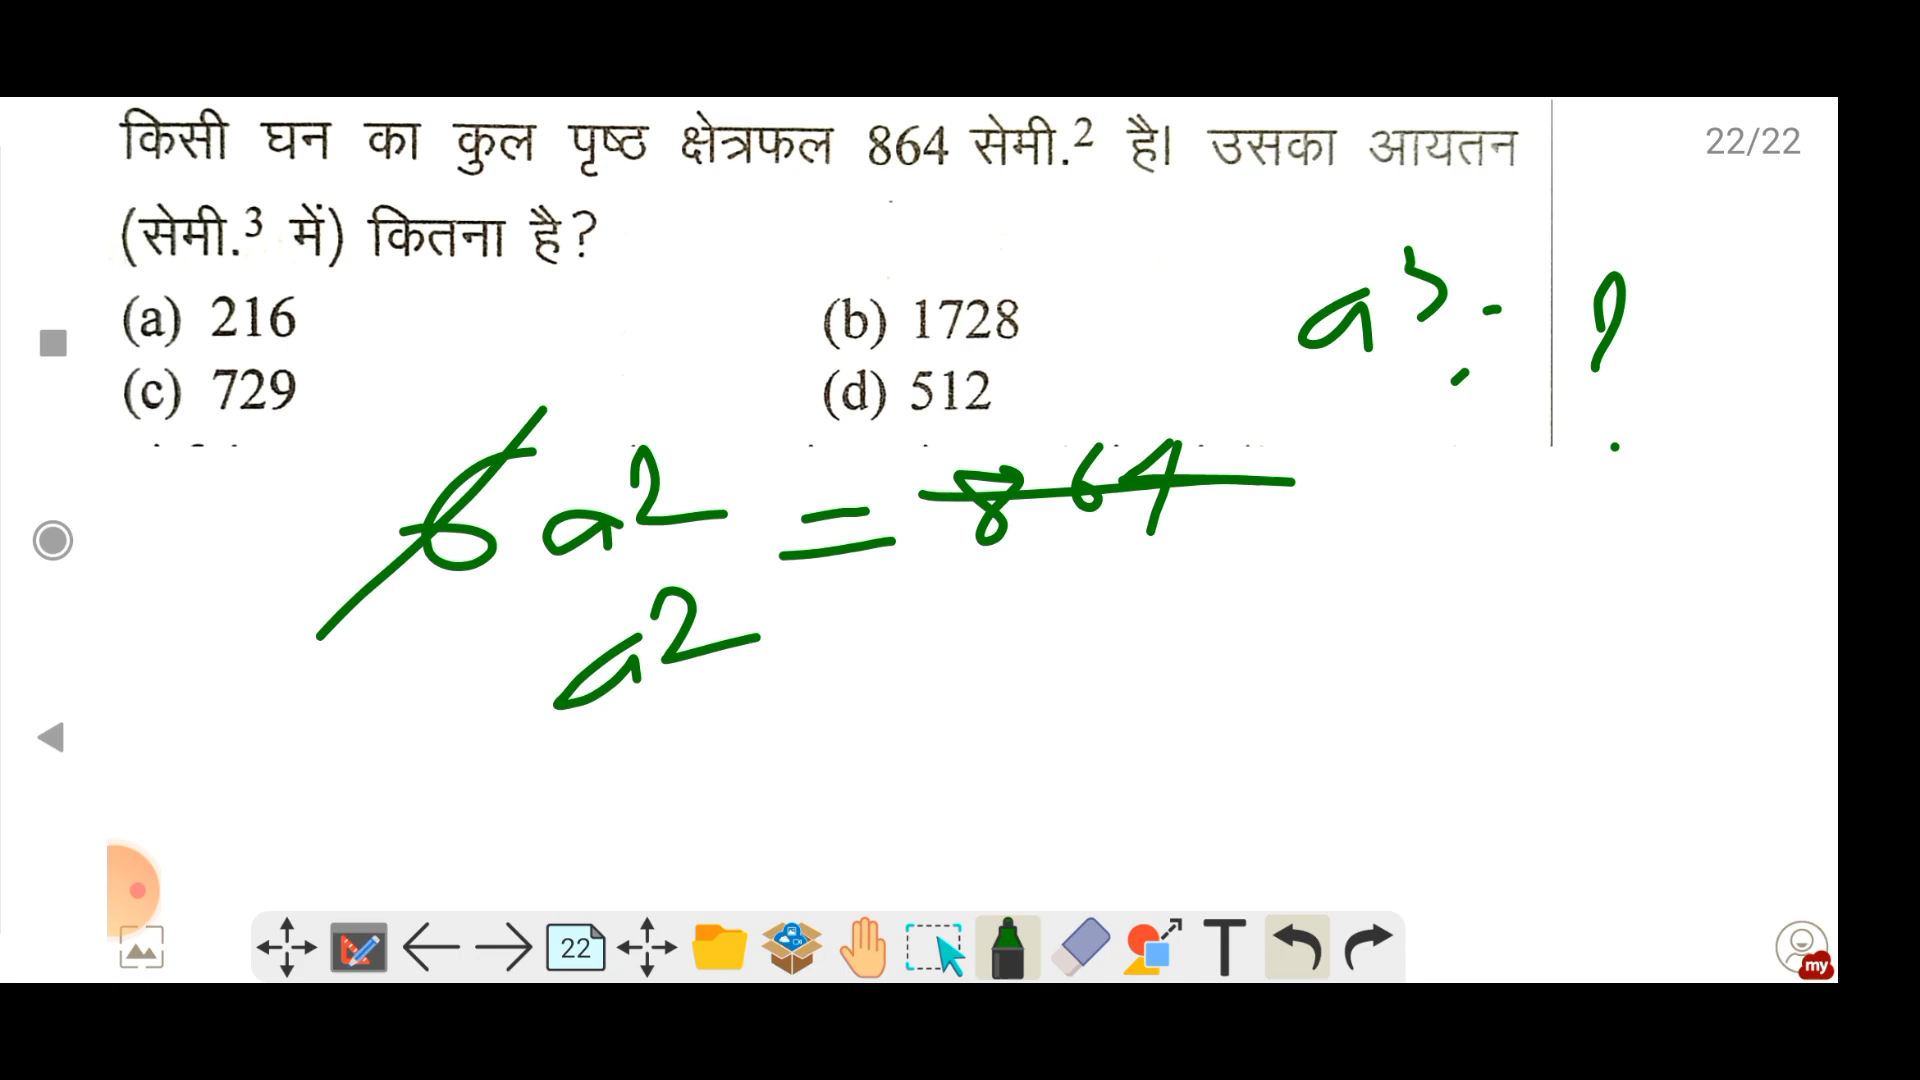 किसी घन का कुल पृष्ठ क्षेत्रफल 864 सेमी.² है। उसका आयतन
22/22
(सेमी.³ में) कितना है?
(a) 216 (b) 1728
(c) 729 (d) 512
a³ = ?
6a² = 864
a²
22
T
my